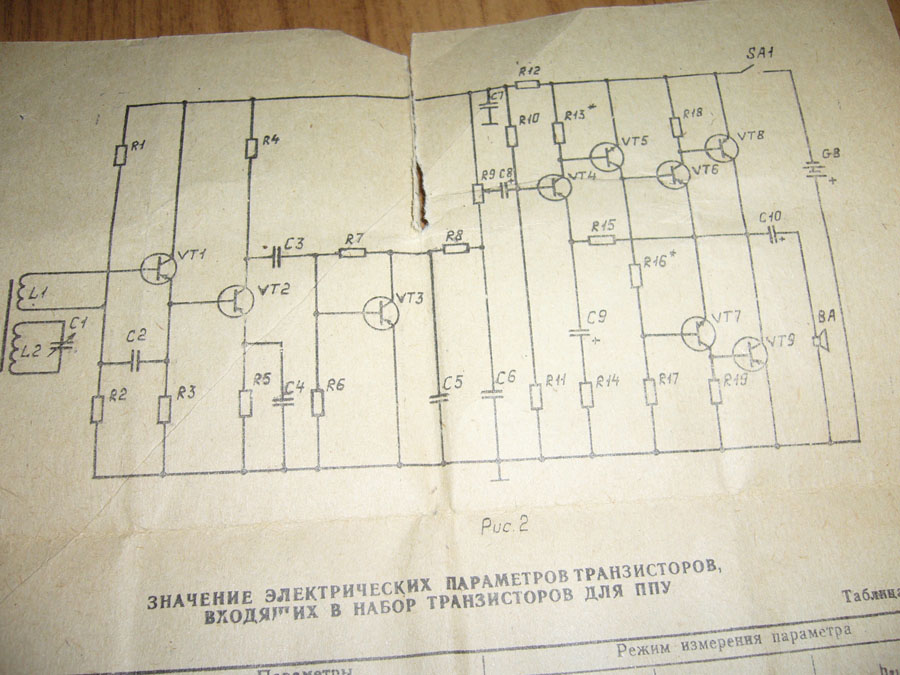 SA1
R12
C7
R1
R4
R10
R13*
VT5
R18
VT8
GB
+
R9
C8
+
VT4
VT6
C10
+
VT1
C3
R7
R8
R15
R16*
L1
VT2
VT3
C9
+
VT7
BA
C1
L2
C2
VT9
R2
R3
R5
C4
R6
C5
C6
R11
R14
R17
R19
Рис.2
ЗНАЧЕНИЕ ЭЛЕКТРИЧЕСКИХ ПАРАМЕТРОВ ТРАНЗИСТОРОВ,
ВХОДЯЩИХ В НАБОР ТРАНЗИСТОРОВ ДЛЯ ППУ
Таблица
Режим измерения параметра
Параметры